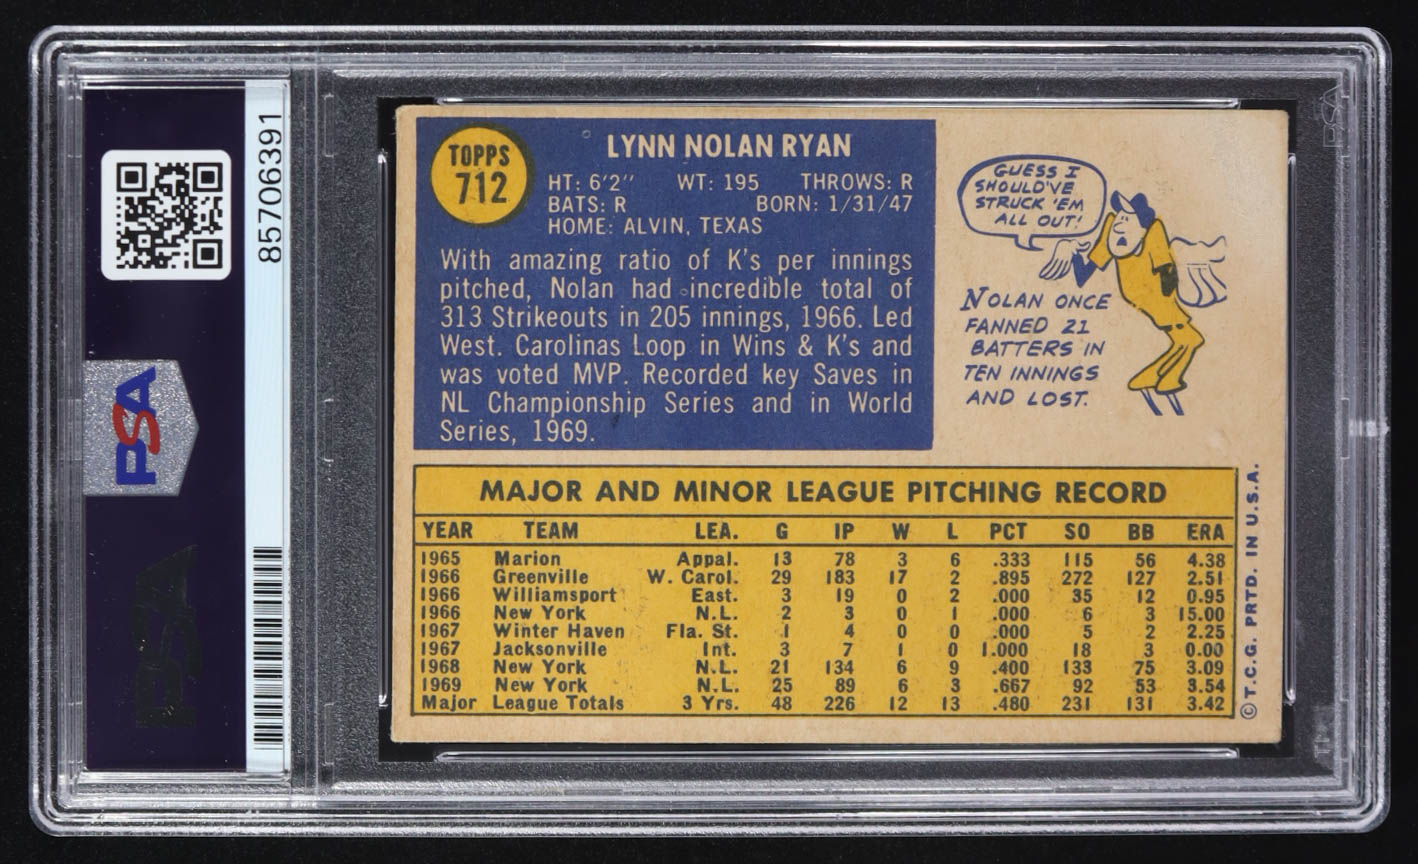 85706391
PSA
PSA
TOPPS
712
LYNN NOLAN RYAN
HT: 6'2" WT: 195 THROWS: R
BATS: R BORN: 1/31/47
HOME: ALVIN, TEXAS
With amazing ratio of K's per innings
pitched, Nolan had incredible total of
313 Strikeouts in 205 innings, 1966. Led
West. Carolinas Loop in Wins & K's and
was voted MVP. Recorded key Saves in
NL Championship Series and in World
Series, 1969.
GUESS I
SHOULD'VE
STRUCK 'EM
ALL OUT!
NOLAN ONCE
FANNED 21
BATTERS IN
TEN INNINGS
AND LOST.
MAJOR AND MINOR LEAGUE PITCHING RECORD
YEAR TEAM LEA. G IP W L PCT SO BB ERA
1965 Marion Appal. 13 78 3 6 .333 115 56 4.38
1966 Greenville W. Carol. 29 183 17 2 .895 272 127 2.51
1966 Williamsport East. 3 19 0 2 .000 35 12 0.95
1966 New York N.L. 2 3 0 1 .000 6 3 15.00
1967 Winter Haven Fla. St. 1 4 0 0 .000 5 2 2.25
1967 Jacksonville Int. 3 7 1 0 1.000 18 3 0.00
1968 New York N.L. 21 134 6 9 .400 133 75 3.09
1969 New York N.L. 25 89 6 3 .667 92 53 3.54
Major League Totals 3 Yrs. 48 226 12 13 .480 231 131 3.42
© T.C.G. PRTD. IN U.S.A.
PSA